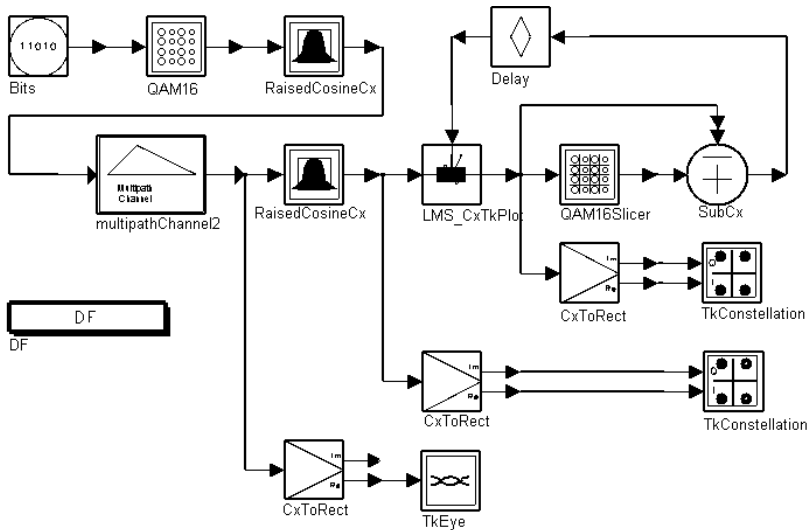 11010
Bits
QAM16
RaisedCosineCx
Delay
Multipath
Channel
multipathChannel2
RaisedCosineCx
LMS_CxTkPlot
QAM16Slicer
SubCx
Im
Re
CxToRect
Q
I
TkConstellation
DF
DF
Im
Re
CxToRect
Q
I
TkConstellation
Im
Re
CxToRect
TkEye